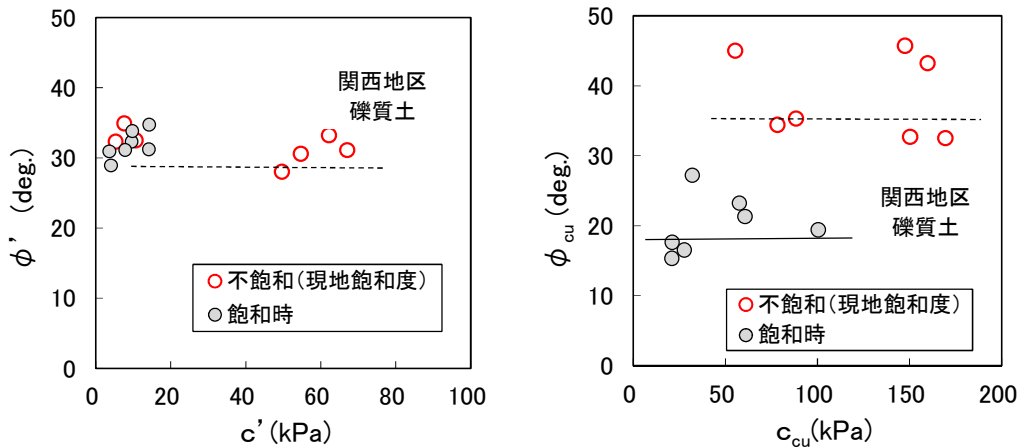 50
40
30
20
10
0
φ' (deg.)
関西地区
礫質土
不飽和(現地飽和度)
飽和時
0 20 40 60 80 100
c' (kPa)
50
40
30
20
10
0
φcu (deg.)
関西地区
礫質土
不飽和(現地飽和度)
飽和時
0 50 100 150 200
ccu(kPa)